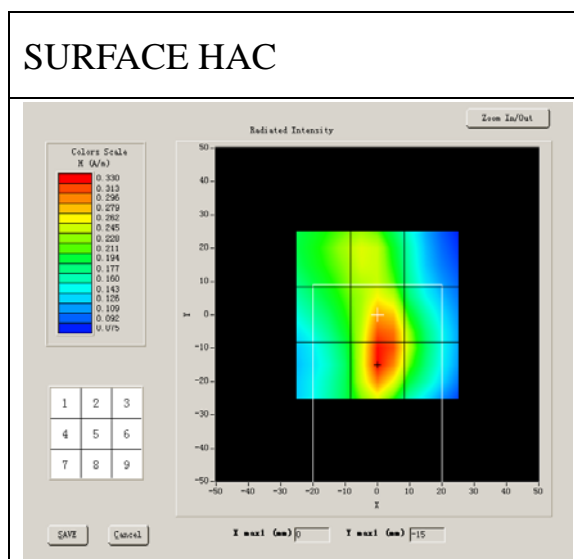 SURFACE HAC
Zoom In/Out
Radiated Intensity
Colors Scale
H (A/m)
0.330
0.313
0.296
0.279
0.262
0.245
0.228
0.211
0.194
0.177
0.160
0.143
0.126
0.109
0.092
0.075
50
40
30
20
10
0
-10
-20
-30
-40
-50
Y
-50 -40 -30 -20 -10 0 10 20 30 40 50
X
1 2 3
4 5 6
7 8 9
SAVE Cancel
X max1 (mm) 0 Y max1 (mm) -15